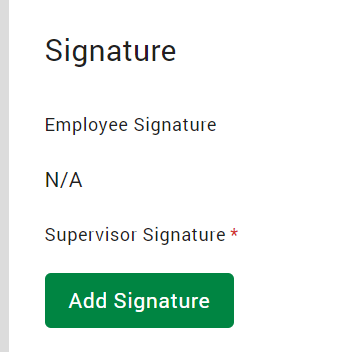 Signature
Employee Signature
N/A
Supervisor Signature *
Add Signature